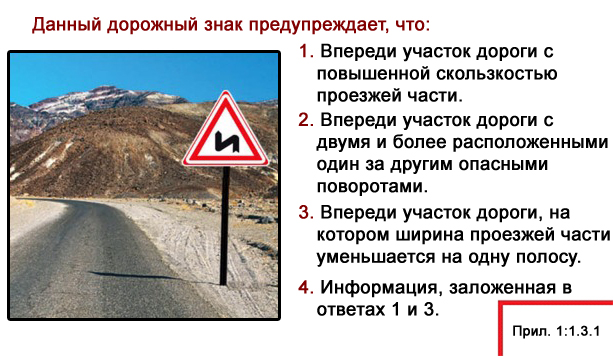 Данный дорожный знак предупреждает, что:
1. Впереди участок дороги с
повышенной скользкостью
проезжей части.
2. Впереди участок дороги с
двумя и более расположенными
один за другим опасными
поворотами.
3. Впереди участок дороги, на
котором ширина проезжей части
уменьшается на одну полосу.
4. Информация, заложенная в
ответах 1 и 3.
Прил. 1:1.3.1